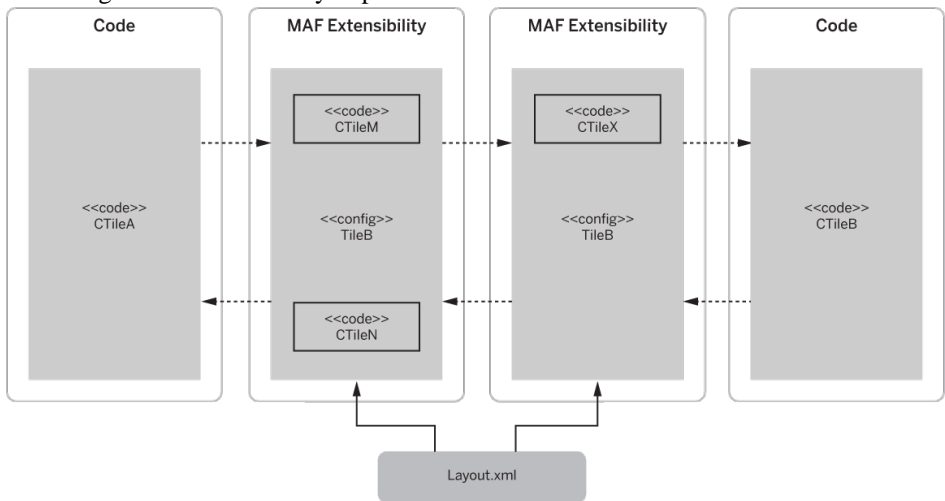 Code
<<code>>
CTileA
MAF Extensibility
<<code>>
CTileM
<<config>>
TileB
<<code>>
CTileN
MAF Extensibility
<<code>>
CTileX
<<config>>
TileB
Code
<<code>>
CTileB
Layout.xml